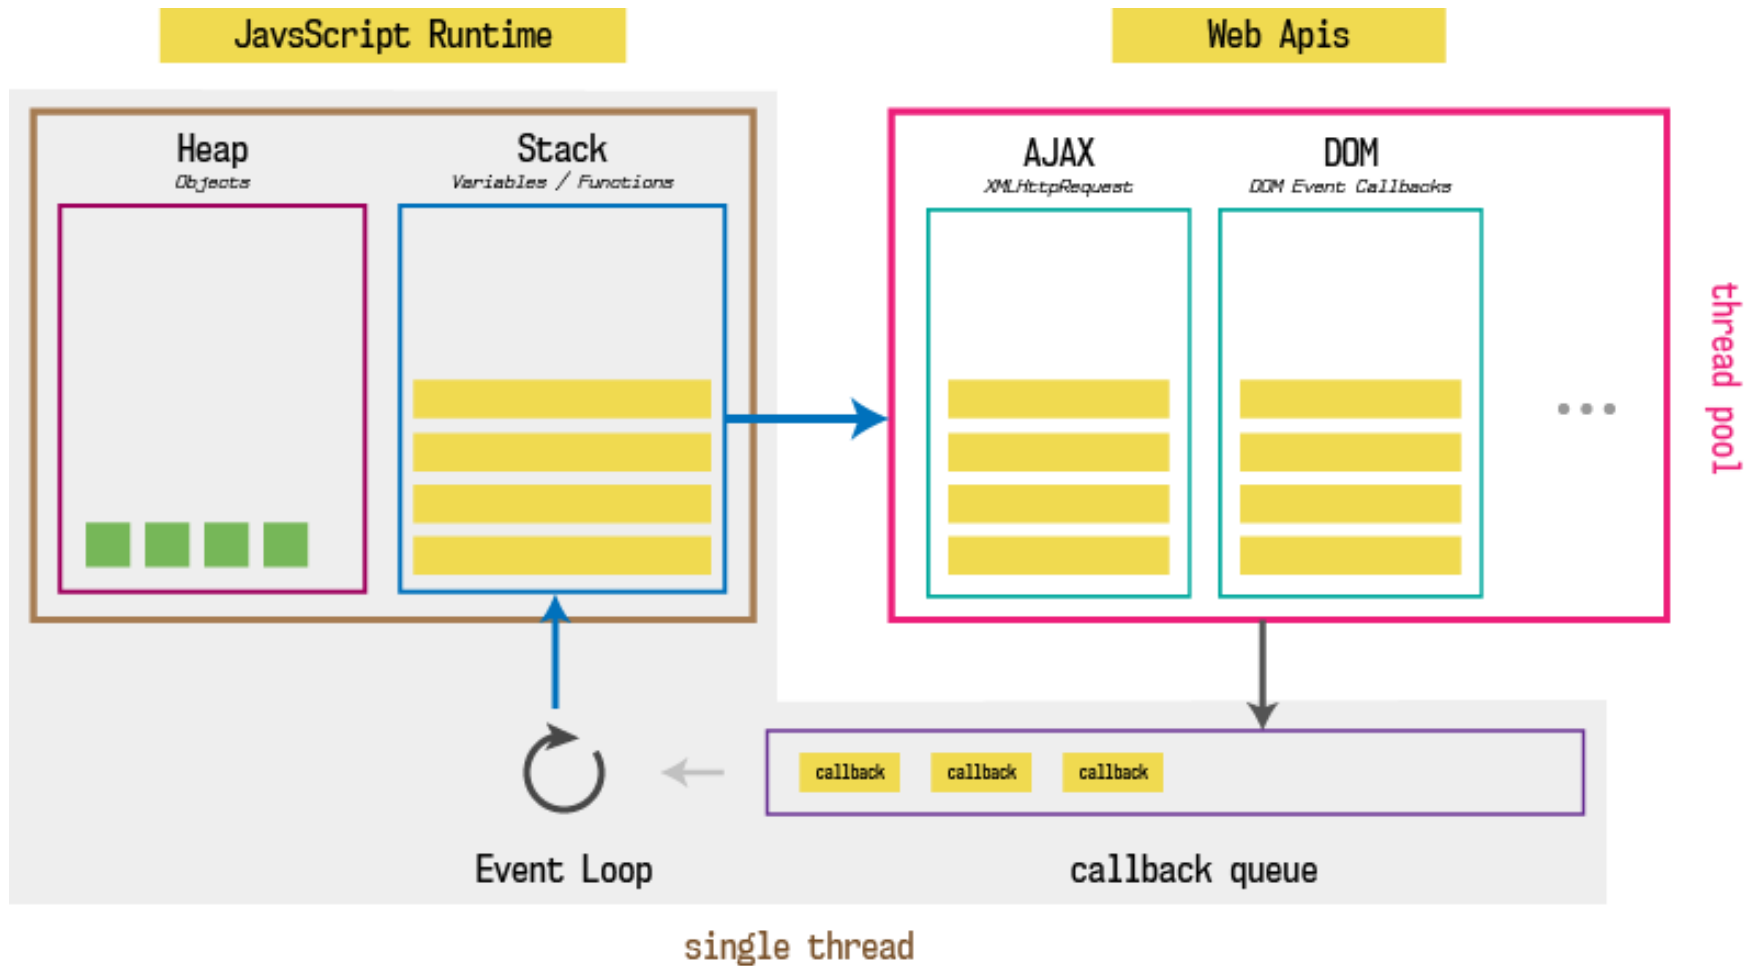 JavsScript Runtime
Web Apis
Heap
Objects
Stack
Variables / Functions
AJAX
XMLHttpRequest
DOM
DOM Event Callbacks
thread pool
callback
callback
callback
Event Loop
callback queue
single thread